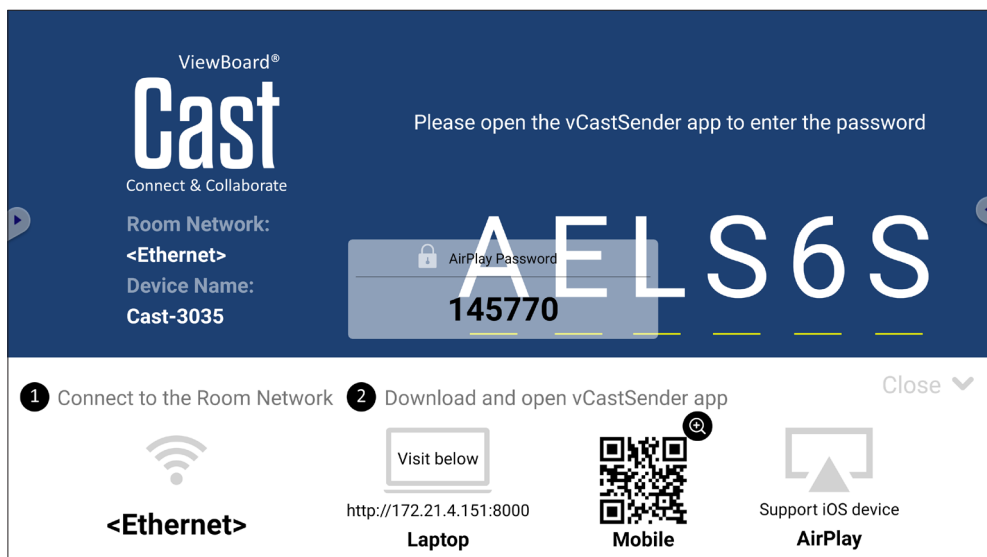 ViewBoard®
Cast
Connect & Collaborate
Please open the vCastSender app to enter the password
Room Network:
<Ethernet>
Device Name:
Cast-3035
AELS6S
AirPlay Password
145770
1 Connect to the Room Network
2 Download and open vCastSender app
Close
<Ethernet>
Visit below
http://172.21.4.151:8000
Laptop
Mobile
Support iOS device
AirPlay